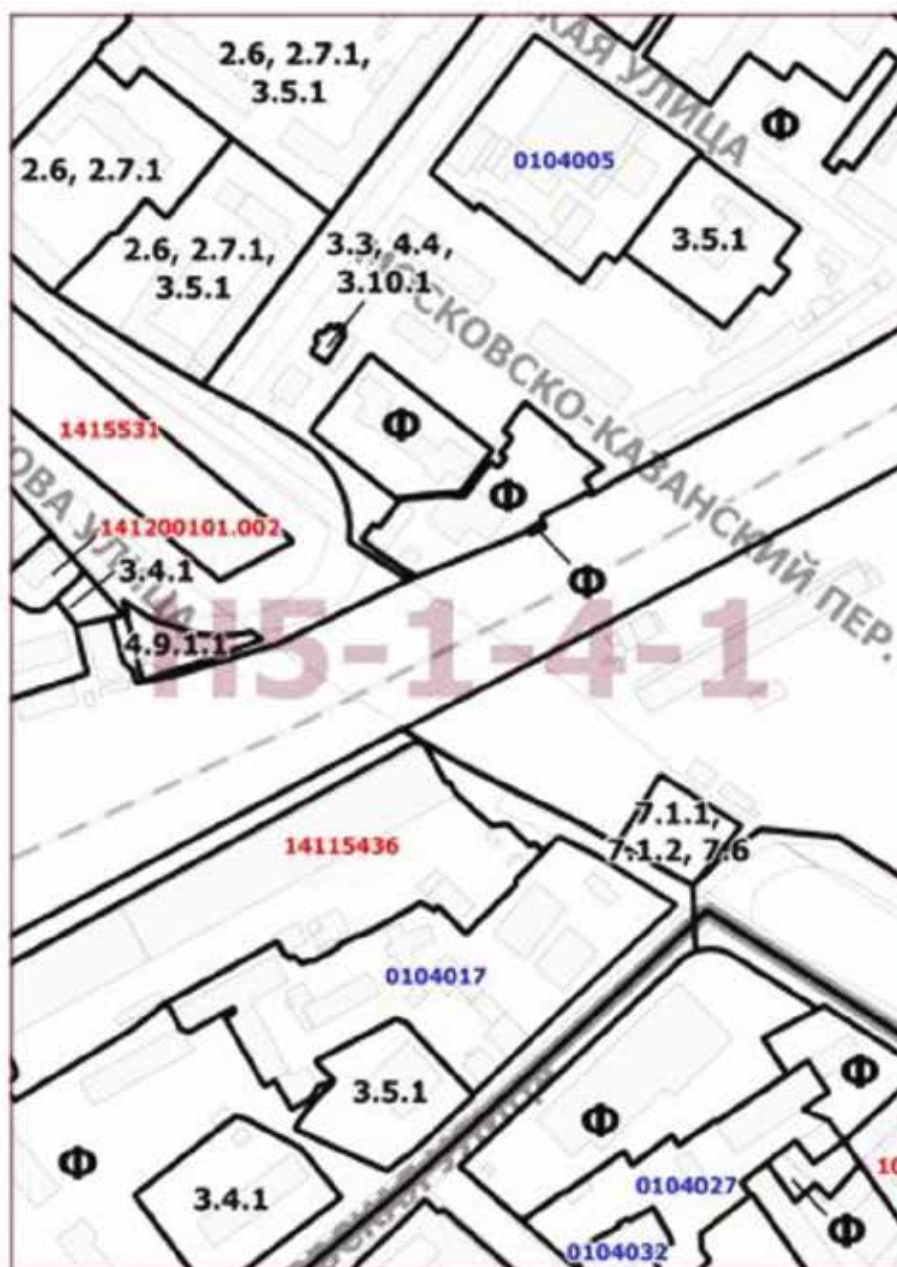 КАЯ УЛИЦА
2.6, 2.7.1,
3.5.1
Ф
2.6, 2.7.1
0104005
2.6, 2.7.1,
3.5.1
3.3, 4.4,
3.10.1
3.5.1
МОСКОВСКО-КАЗАНСКИЙ ПЕР.
1415531
Ф
Ф
ОВА УЛИЦА
141200101.002
3.4.1
Ф
4.9.1.1
Н5-1-4-1
7.1.1,
7.1.2, 7.6
14115436
0104017
3.5.1
Ф
Ф
Ф
3.4.1
0104027
10
Ф
0104032